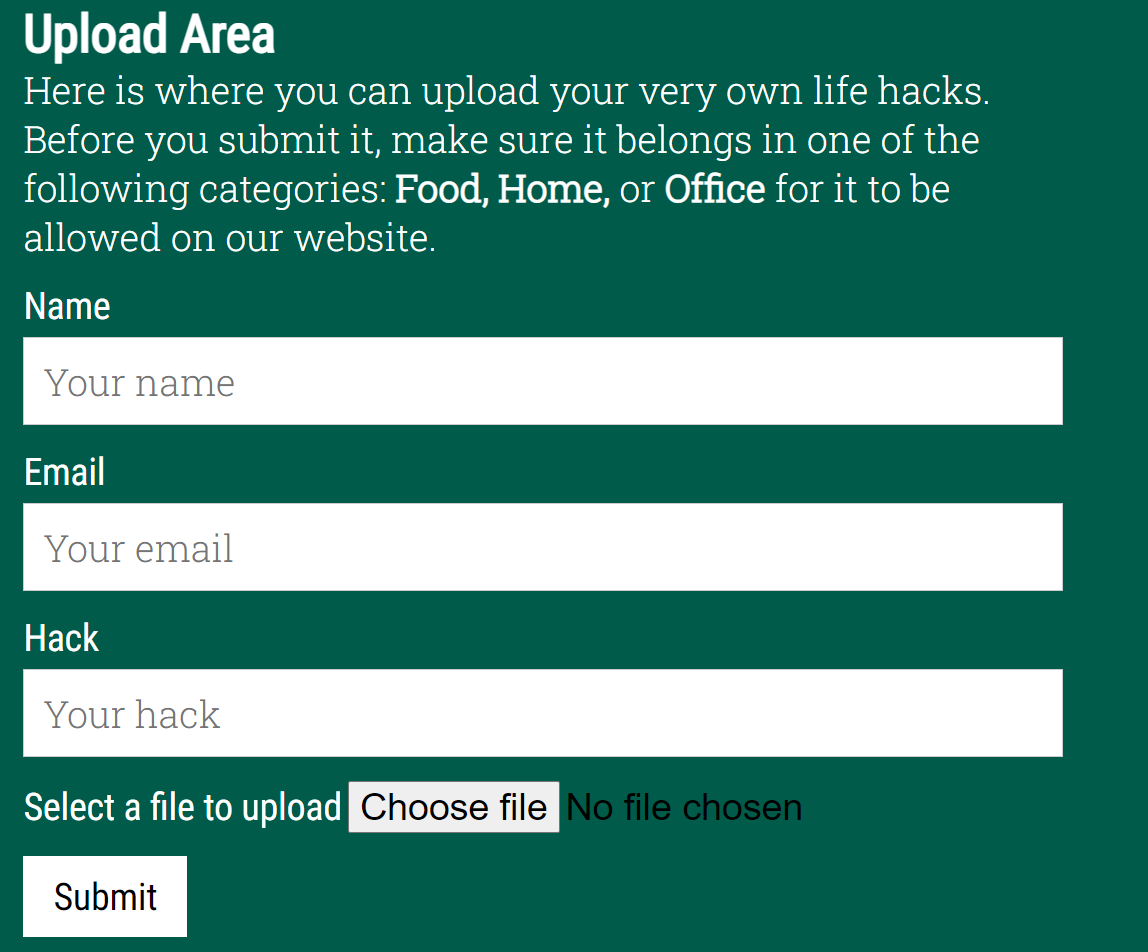 Upload Area
Here is where you can upload your very own life hacks.
Before you submit it, make sure it belongs in one of the
following categories: Food, Home, or Office for it to be
allowed on our website.
Name
Your name
Email
Your email
Hack
Your hack
Select a file to upload Choose file No file chosen
Submit